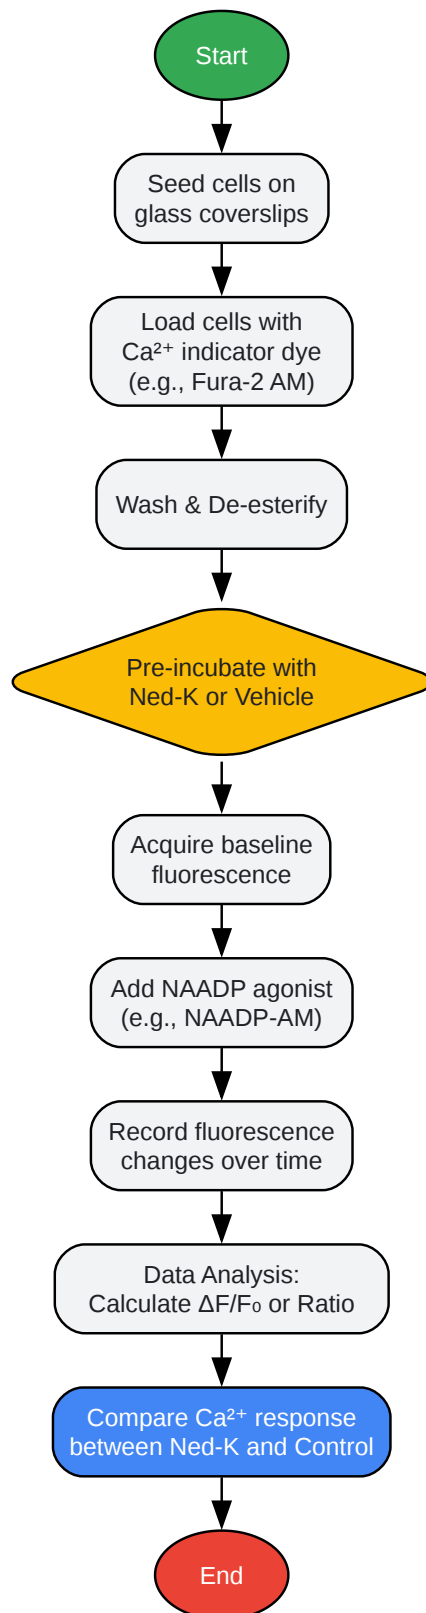 Start
Seed cells on
glass coverslips
Load cells with
Ca²⁺ indicator dye
(e.g., Fura-2 AM)
Wash & De-esterify
Pre-incubate with
Ned-K or Vehicle
Acquire baseline
fluorescence
Add NAADP agonist
(e.g., NAADP-AM)
Record fluorescence
changes over time
Data Analysis:
Calculate ΔF/F₀ or Ratio
Compare Ca²⁺ response
between Ned-K and Control
End